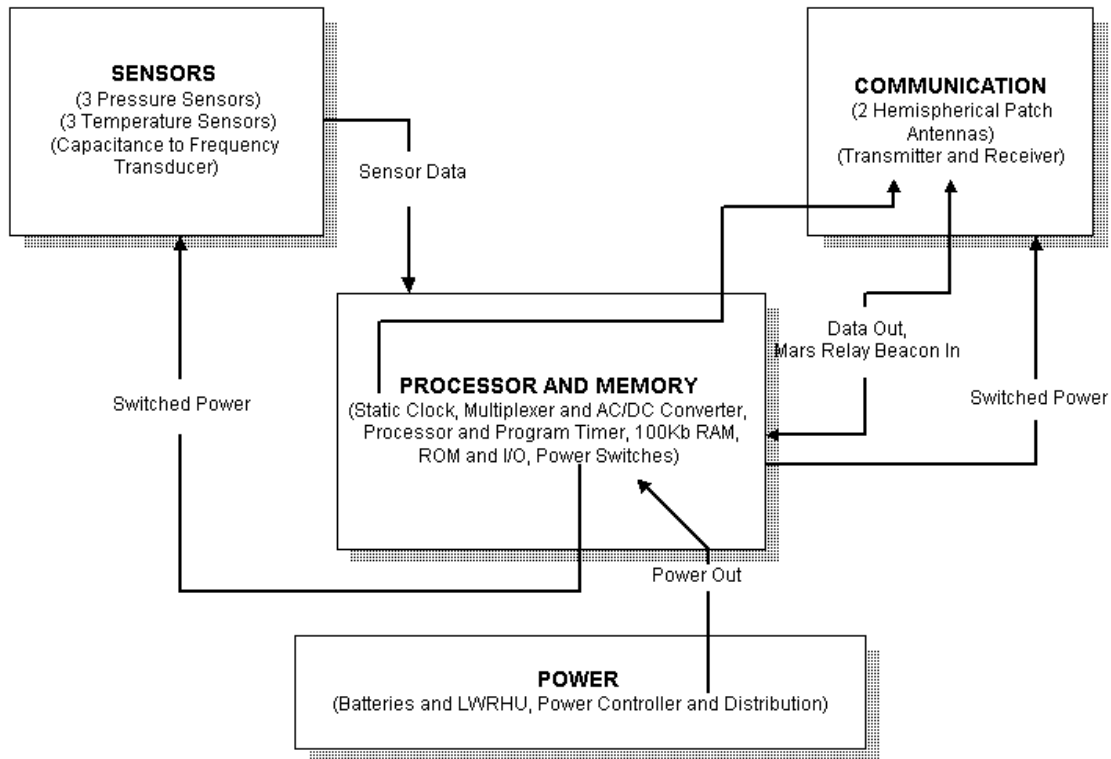 SENSORS
(3 Pressure Sensors)
(3 Temperature Sensors)
(Capacitance to Frequency
Transducer)
COMMUNICATION
(2 Hemispherical Patch
Antennas)
(Transmitter and Receiver)
Sensor Data
Data Out,
Mars Relay Beacon In
Switched Power
Switched Power
PROCESSOR AND MEMORY
(Static Clock, Multiplexer and AC/DC Converter,
Processor and Program Timer, 100Kb RAM,
ROM and I/O, Power Switches)
Power Out
POWER
(Batteries and LWRHU, Power Controller and Distribution)